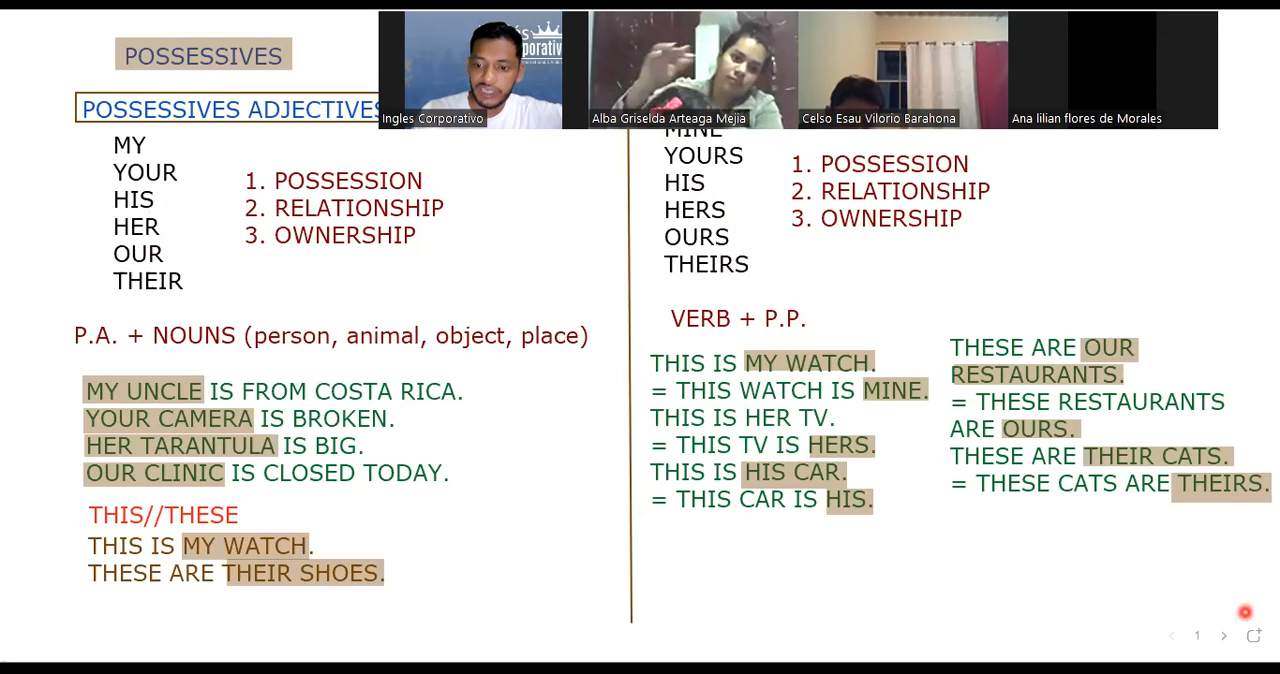 POSSESSIVES
POSSESSIVES ADJECTIVES
MY
YOUR
HIS
HER
OUR
THEIR
1. POSSESSION
2. RELATIONSHIP
3. OWNERSHIP
P.A. + NOUNS (person, animal, object, place)
MY UNCLE IS FROM COSTA RICA.
YOUR CAMERA IS BROKEN.
HER TARANTULA IS BIG.
OUR CLINIC IS CLOSED TODAY.
THIS//THESE
THIS IS MY WATCH.
THESE ARE THEIR SHOES.
Ingles Corporativo
Alba Griselda Arteaga Mejia
Celso Esau Vilorio Barahona
Ana lilian flores de Morales
MINE
YOURS
HIS
HERS
OURS
THEIRS
1. POSSESSION
2. RELATIONSHIP
3. OWNERSHIP
VERB + P.P.
THIS IS MY WATCH.
= THIS WATCH IS MINE.
THIS IS HER TV.
= THIS TV IS HERS.
THIS IS HIS CAR.
= THIS CAR IS HIS.
THESE ARE OUR
RESTAURANTS.
= THESE RESTAURANTS
ARE OURS.
THESE ARE THEIR CATS.
= THESE CATS ARE THEIRS.
1